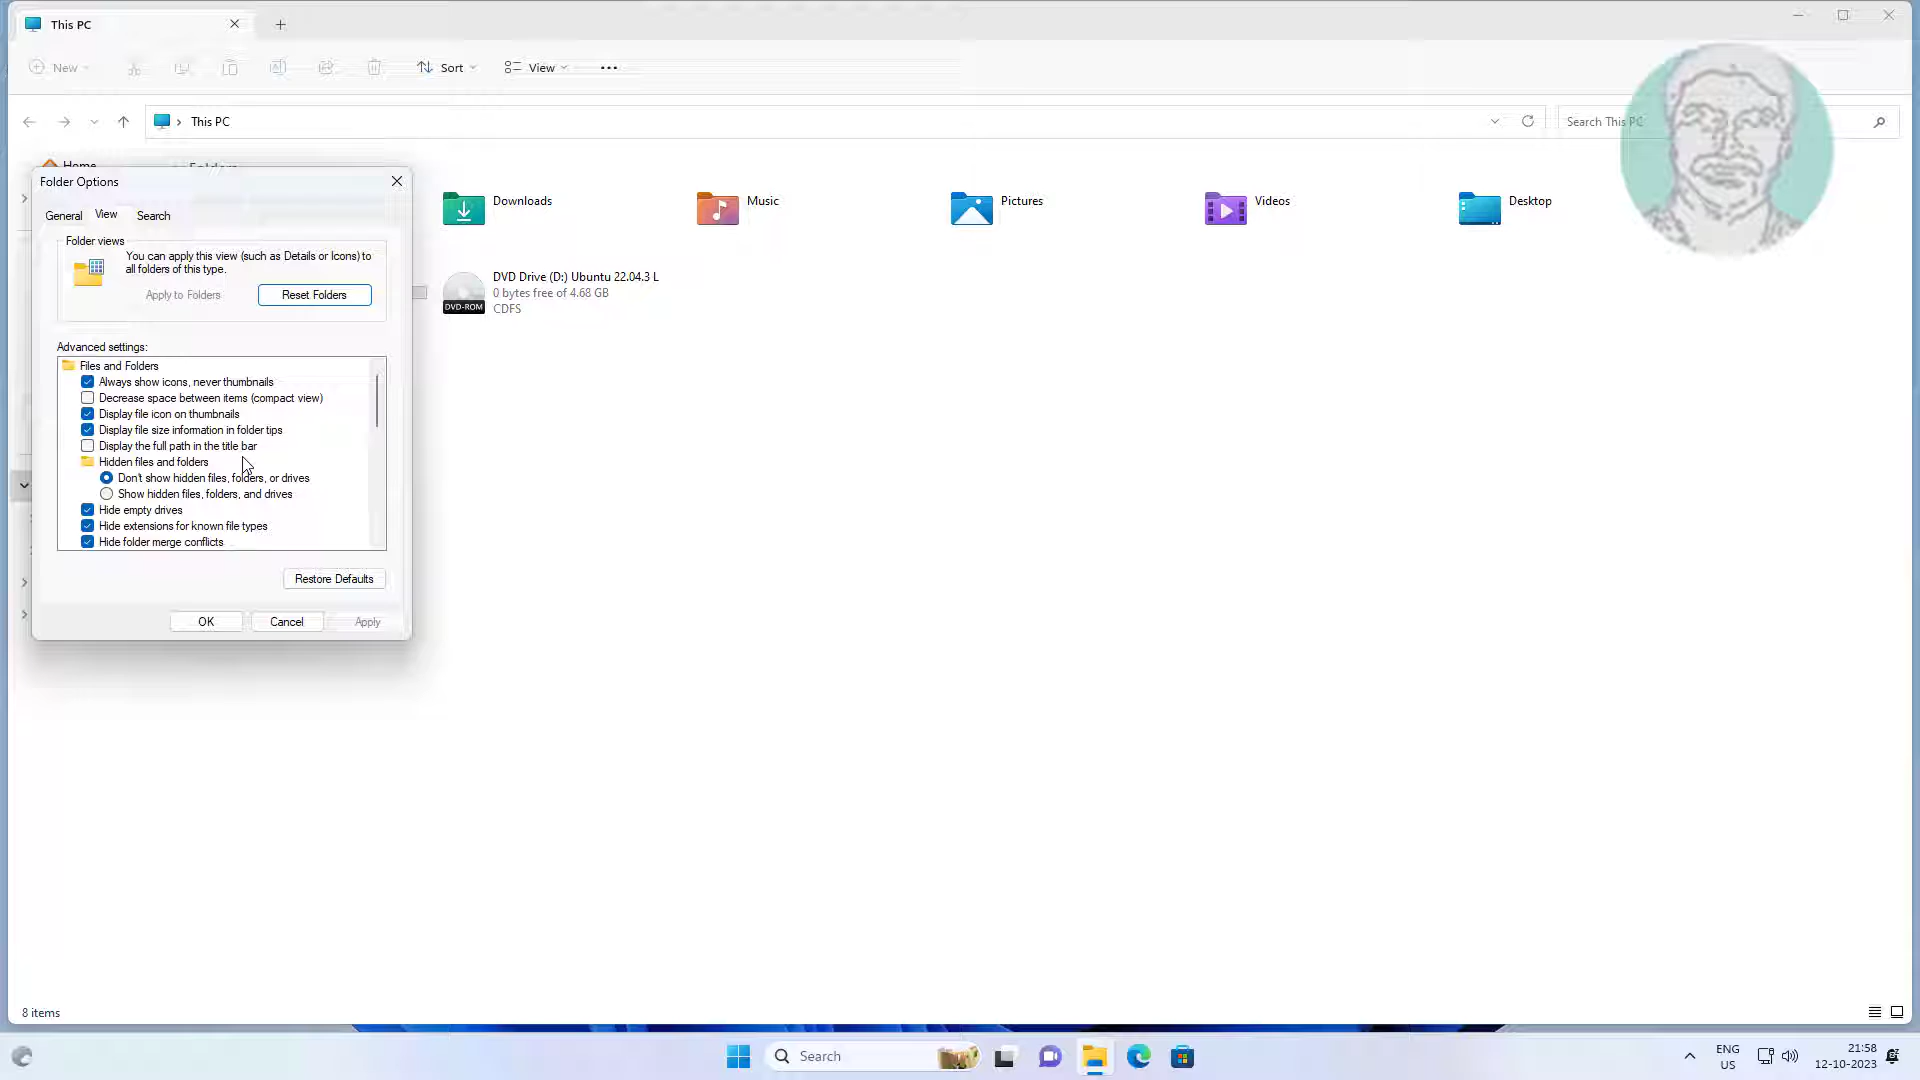 This PC
New
Sort
View
This PC
Search This PC
Home
Folders
Folder Options
General
View
Search
Folder views
You can apply this view (such as Details or Icons) to
all folders of this type.
Apply to Folders
Reset Folders
Advanced settings:
Files and Folders
Always show icons, never thumbnails
Decrease space between items (compact view)
Display file icon on thumbnails
Display file size information in folder tips
Display the full path in the title bar
Hidden files and folders
Don't show hidden files, folders, or drives
Show hidden files, folders, and drives
Hide empty drives
Hide extensions for known file types
Hide folder merge conflicts
Restore Defaults
OK
Cancel
Apply
Downloads
Music
Pictures
Videos
Desktop
DVD Drive (D:) Ubuntu 22.04.3 L
0 bytes free of 4.68 GB
CDFS
DVD-ROM
8 items
Search
ENG
US
21:58
12-10-2023